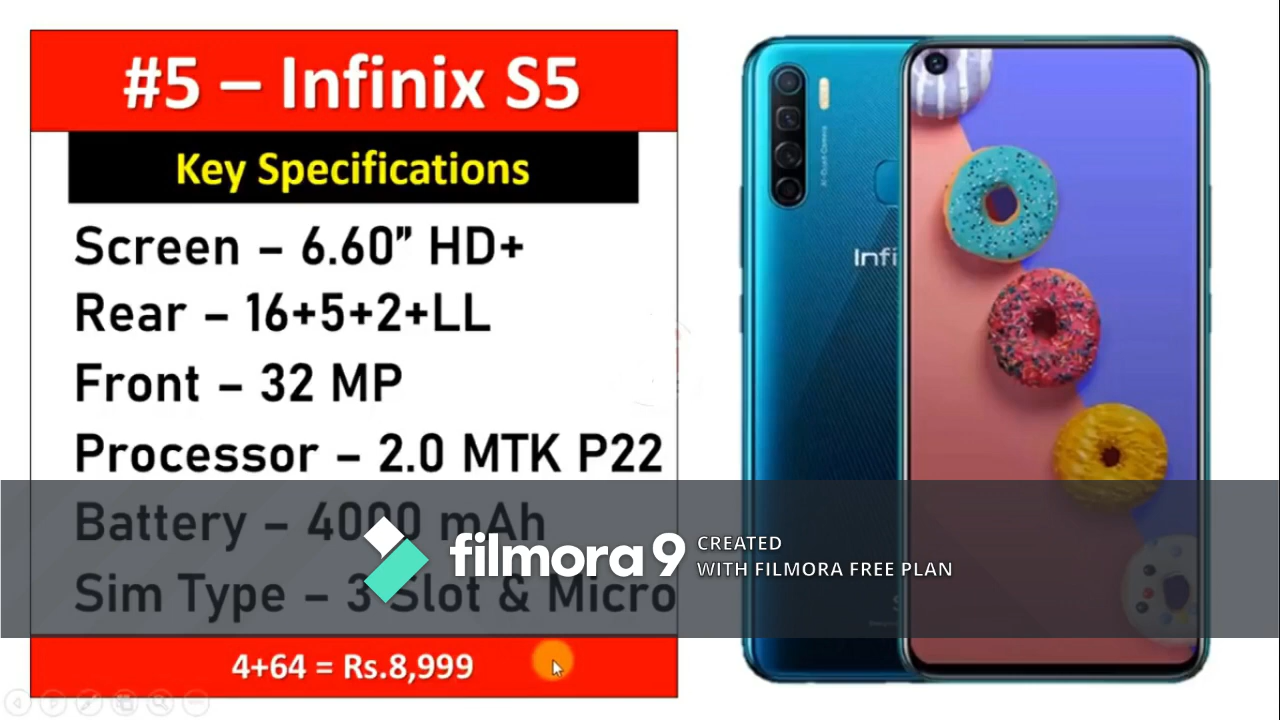 #5 – Infinix S5
Key Specifications
Screen – 6.60” HD+
Rear – 16+5+2+LL
Front – 32 MP
Processor – 2.0 MTK P22
Battery – 4000 mAh
Sim Type – 3 Slot & Micro
4+64 = Rs.8,999
Infi
filmora9
CREATED
WITH FILMORA FREE PLAN